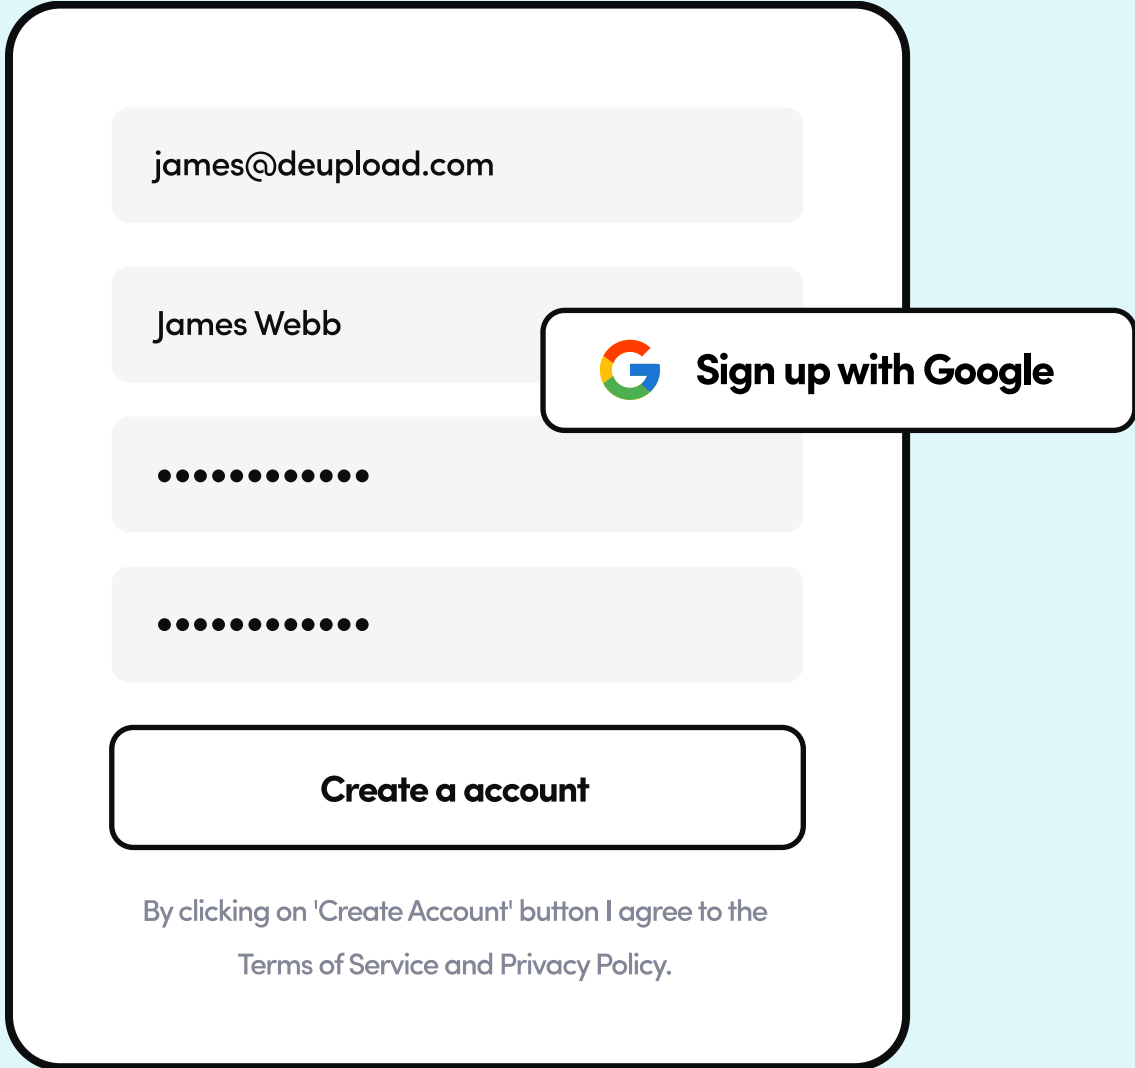 james@deupload.com
James Webb
Sign up with Google
••••••••••••
••••••••••••
Create a account
By clicking on 'Create Account' button I agree to the
Terms of Service and Privacy Policy.